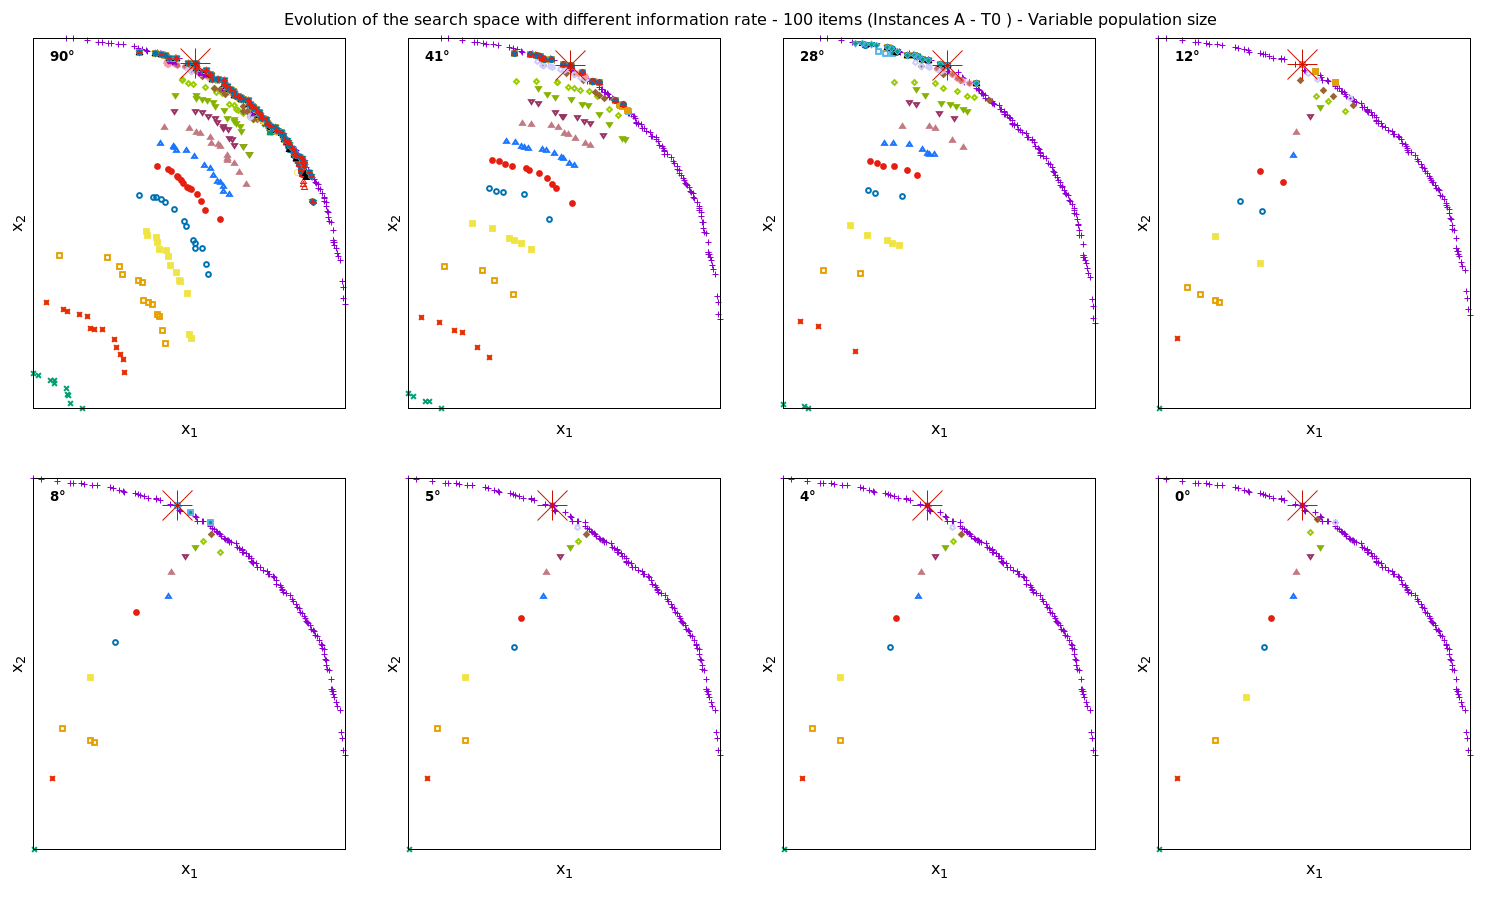 Evolution of the search space with different information rate - 100 items (Instances A - T0 ) - Variable population size
90°
41°
28°
12°
x2
x2
x2
x2
x1
x1
x1
x1
8°
5°
4°
0°
x2
x2
x2
x2
x1
x1
x1
x1